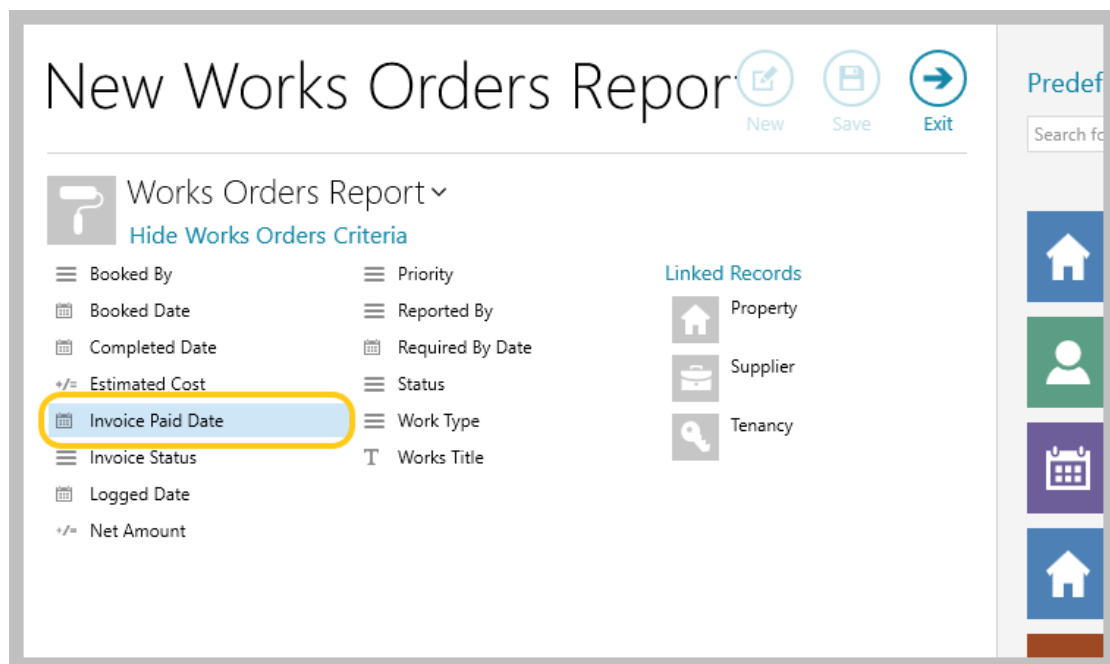 New Works Orders Repor
New
Save
Exit
Works Orders Report
Hide Works Orders Criteria
Booked By
Booked Date
Completed Date
+/= Estimated Cost
Invoice Paid Date
Invoice Status
Logged Date
+/= Net Amount
Priority
Reported By
Required By Date
Status
Work Type
T Works Title
Linked Records
Property
Supplier
Tenancy
Predef
Search fo